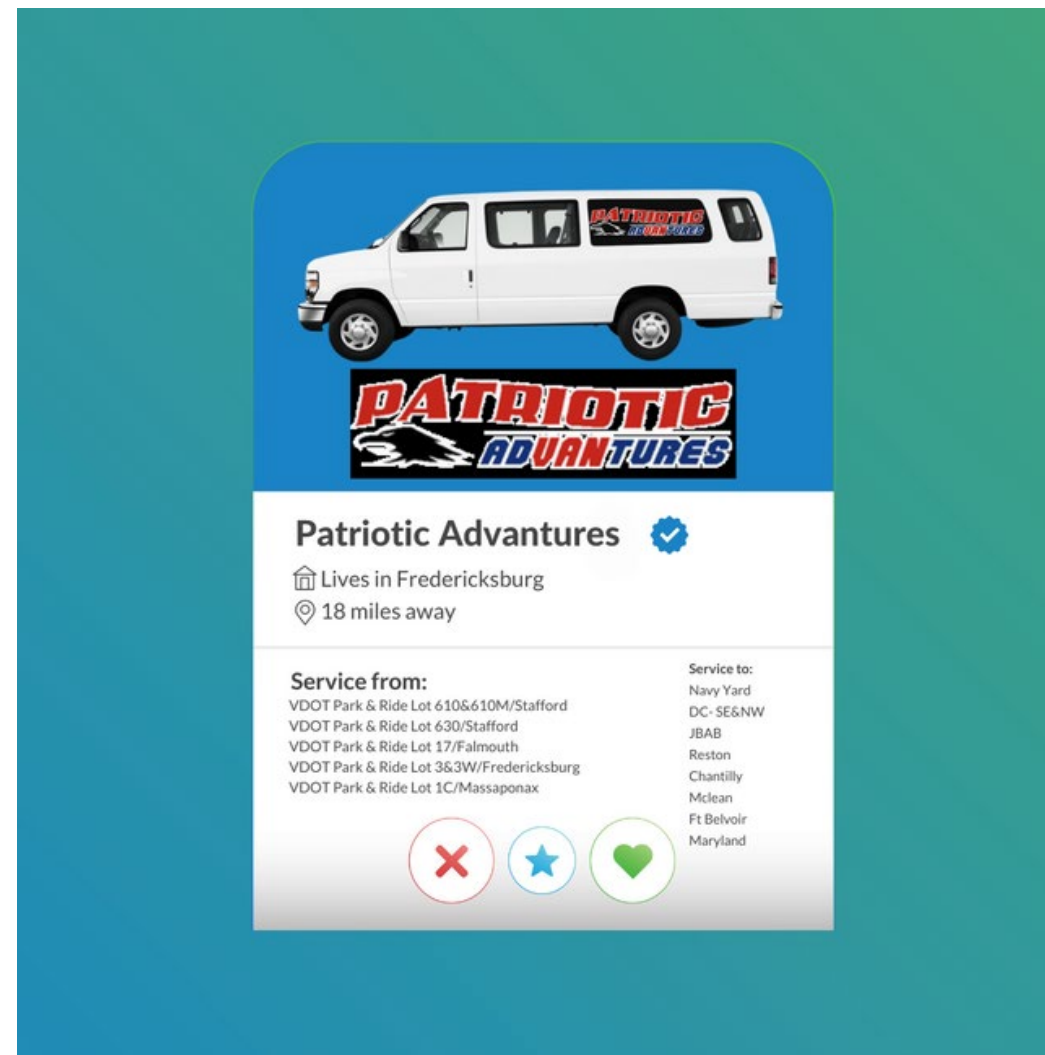 PATRIOTIC
ADVANTURES
PATRIOTIC
ADVANTURES
Patriotic Advantures
Lives in Fredericksburg
18 miles away
Service from:
VDOT Park & Ride Lot 610&610M/Stafford
VDOT Park & Ride Lot 630/Stafford
VDOT Park & Ride Lot 17/Falmouth
VDOT Park & Ride Lot 3&3W/Fredericksburg
VDOT Park & Ride Lot 1C/Massaponax
Service to:
Navy Yard
DC- SE&NW
JBAB
Reston
Chantilly
Mclean
Ft Belvoir
Maryland